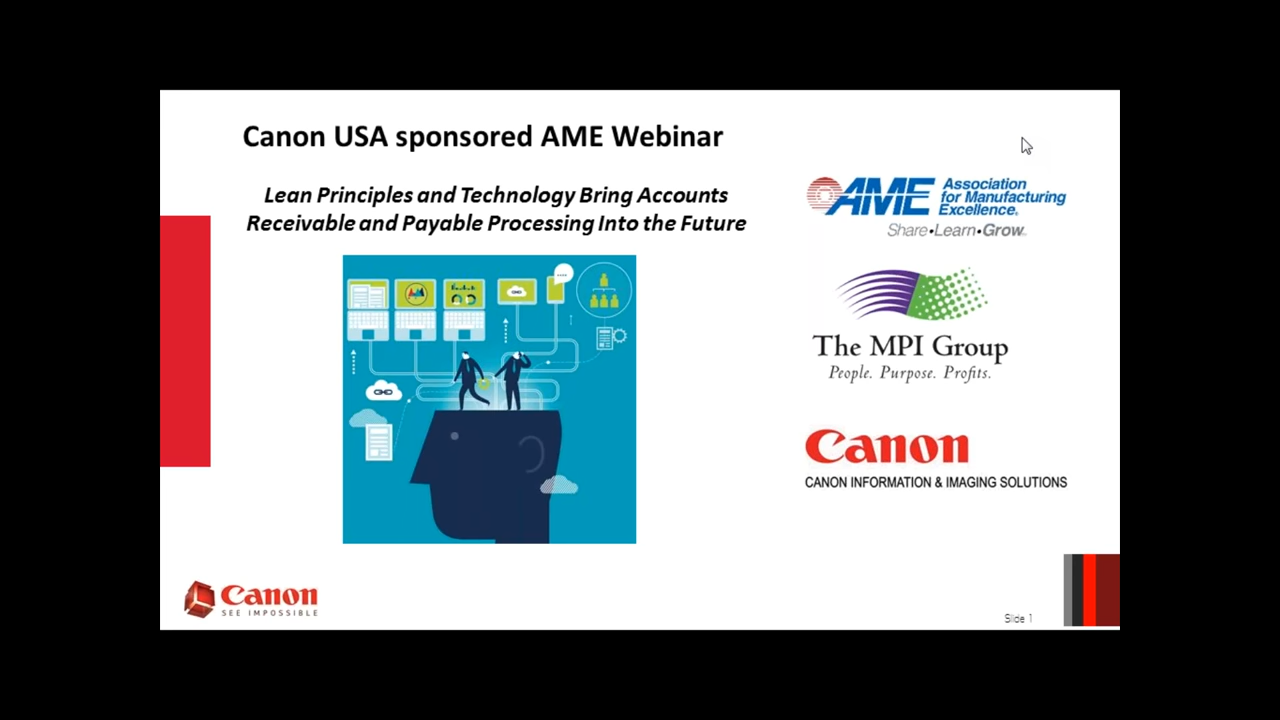 Canon USA sponsored AME Webinar
Lean Principles and Technology Bring Accounts
Receivable and Payable Processing Into the Future
AME Association
for Manufacturing
Excellence.
Share•Learn•Grow
The MPI Group
People. Purpose. Profits.
Canon
CANON INFORMATION & IMAGING SOLUTIONS
Canon
SEE IMPOSSIBLE
Slide 1